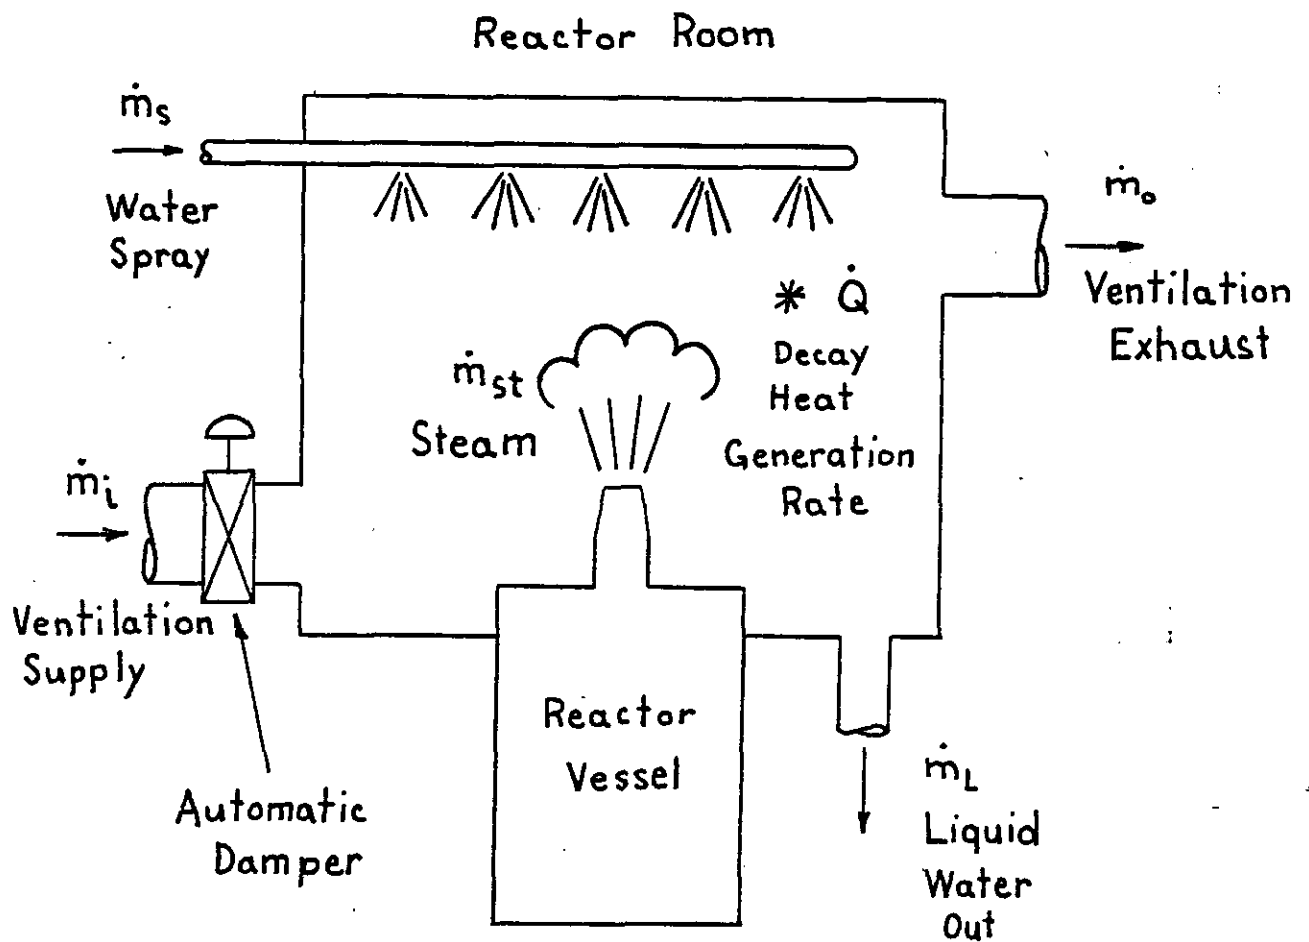 Reactor Room
ṁs
Water
Spray
ṁo
Ventilation
Exhaust
* Q̇
Decay
Heat
Generation
Rate
ṁst
Steam
ṁi
Ventilation
Supply
Automatic
Damper
Reactor
Vessel
ṁL
Liquid
Water
Out